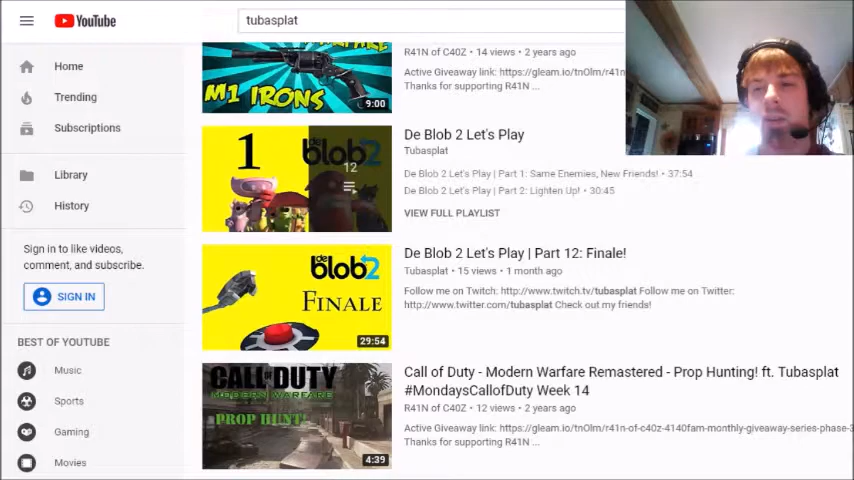 YouTube
tubasplat
Home
Trending
Subscriptions
Library
History
Sign in to like videos,
comment, and subscribe.
SIGN IN
BEST OF YOUTUBE
Music
Sports
Gaming
Movies
M1 IRONS
9:00
R41N of C40Z • 14 views • 2 years ago
Active Giveaway link: https://gleam.io/tnOlm/r41n
Thanks for supporting R41N ...
1
de Blob 2
12
De Blob 2 Let's Play
Tubasplat
De Blob 2 Let's Play | Part 1: Same Enemies, New Friends! • 37:54
De Blob 2 Let's Play | Part 2: Lighten Up! • 30:45
VIEW FULL PLAYLIST
de Blob 2
FINALE
29:54
De Blob 2 Let's Play | Part 12: Finale!
Tubasplat • 15 views • 1 month ago
Follow me on Twitch: http://www.twitch.tv/tubasplat Follow me on Twitter:
http://www.twitter.com/tubasplat Check out my friends!
CALL OF DUTY
MODERN WARFARE
PROP HUNT!
4:39
Call of Duty - Modern Warfare Remastered - Prop Hunting! ft. Tubasplat
#MondaysCallofDuty Week 14
R41N of C40Z • 12 views • 2 years ago
Active Giveaway link: https://gleam.io/tnOlm/r41n-of-c40z-4140fam-monthly-giveaway-series-phase-3
Thanks for supporting R41N ...